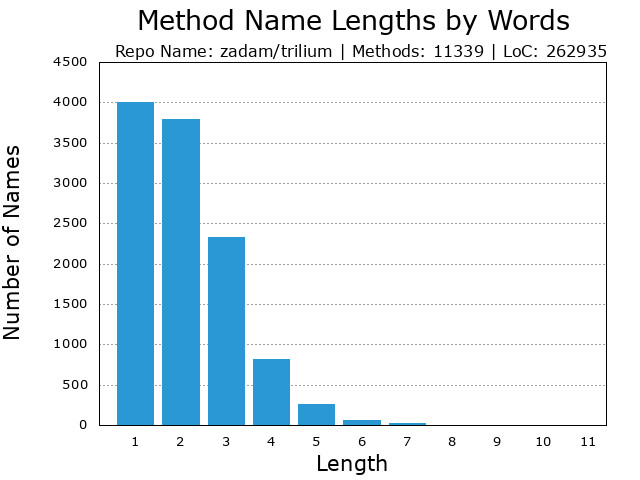 Method Name Lengths by Words
Repo Name: zadam/trilium | Methods: 11339 | LoC: 262935
Number of Names
4500
4000
3500
3000
2500
2000
1500
1000
500
0
1 2 3 4 5 6 7 8 9 10 11
Length